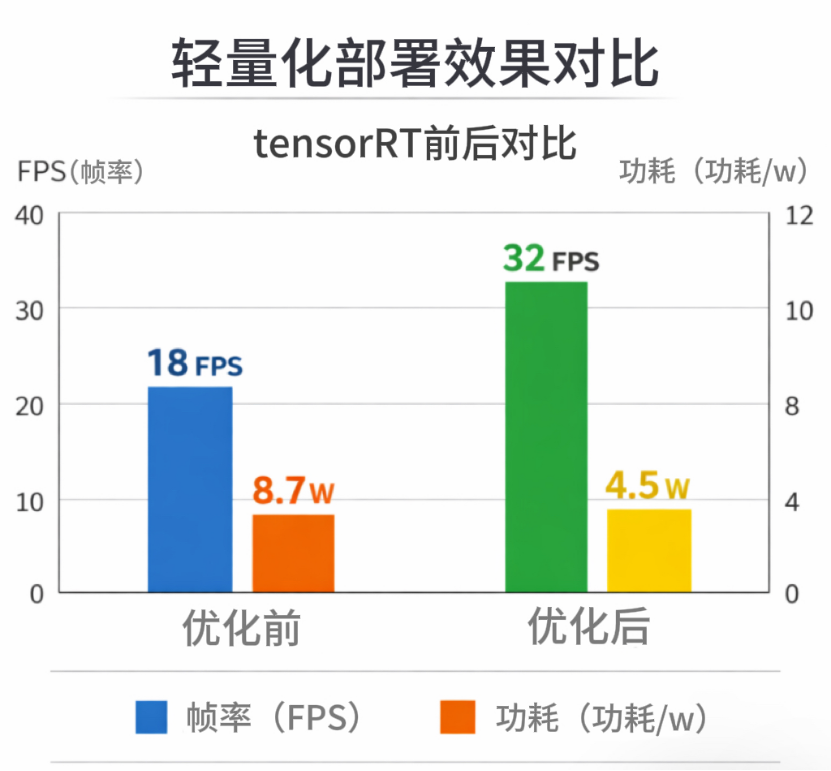 轻量化部署效果对比
tensorRT前后对比
FPS(帧率)
功耗（功耗/w）
40
12
32 FPS
30
10
18 FPS
20
8
8.7W
4.5W
10
4
0
0
优化前
优化后
帧率（FPS）
功耗（功耗/w）